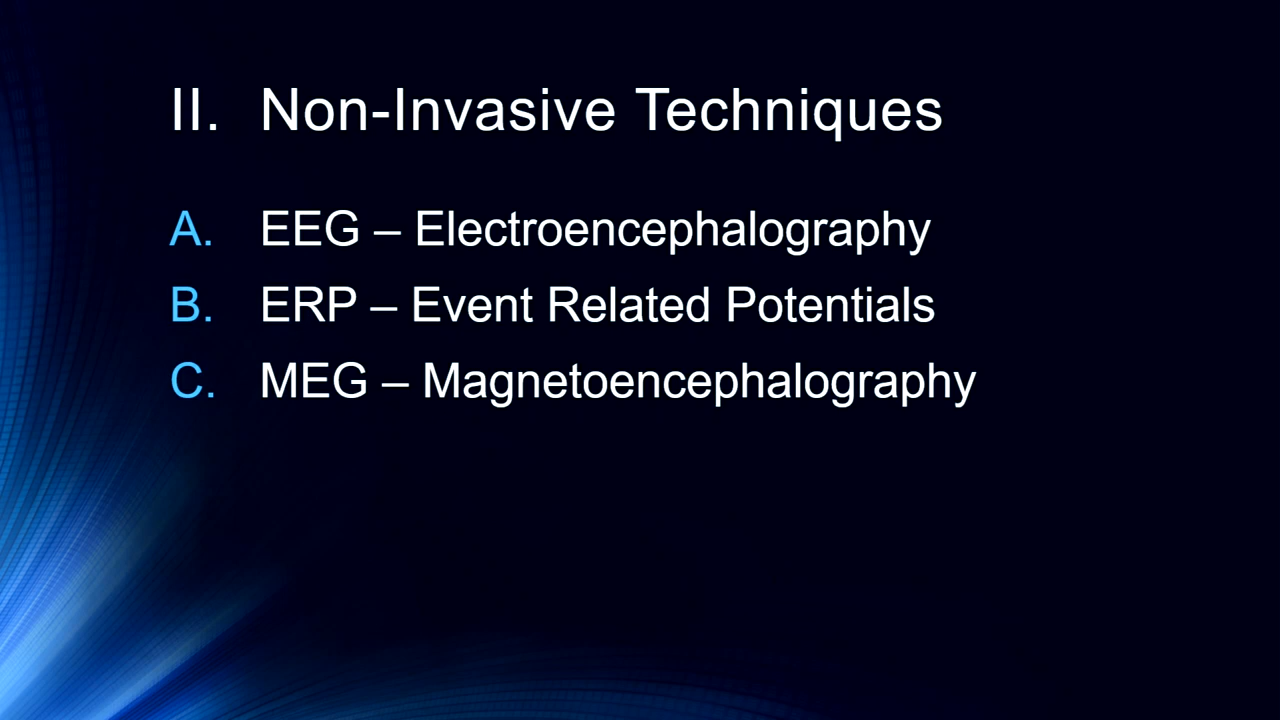 II. Non-Invasive Techniques
A. EEG – Electroencephalography
B. ERP – Event Related Potentials
C. MEG – Magnetoencephalography